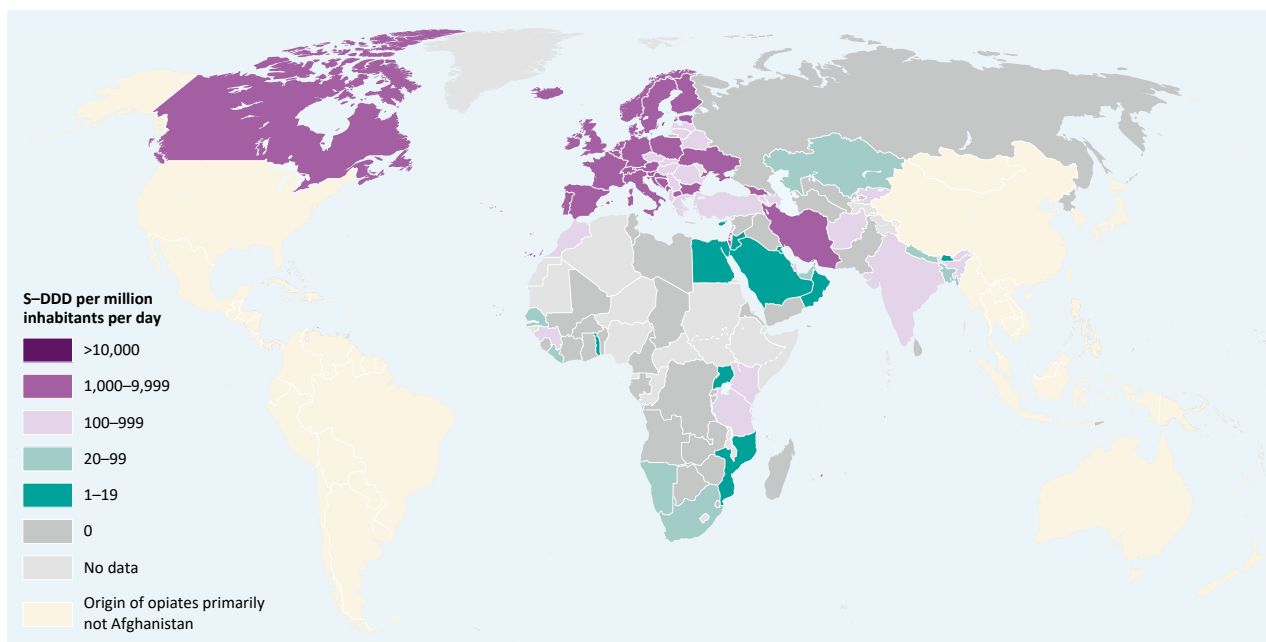 S–DDD per million
inhabitants per day
>10,000
1,000–9,999
100–999
20–99
1–19
0
No data
Origin of opiates primarily
not Afghanistan